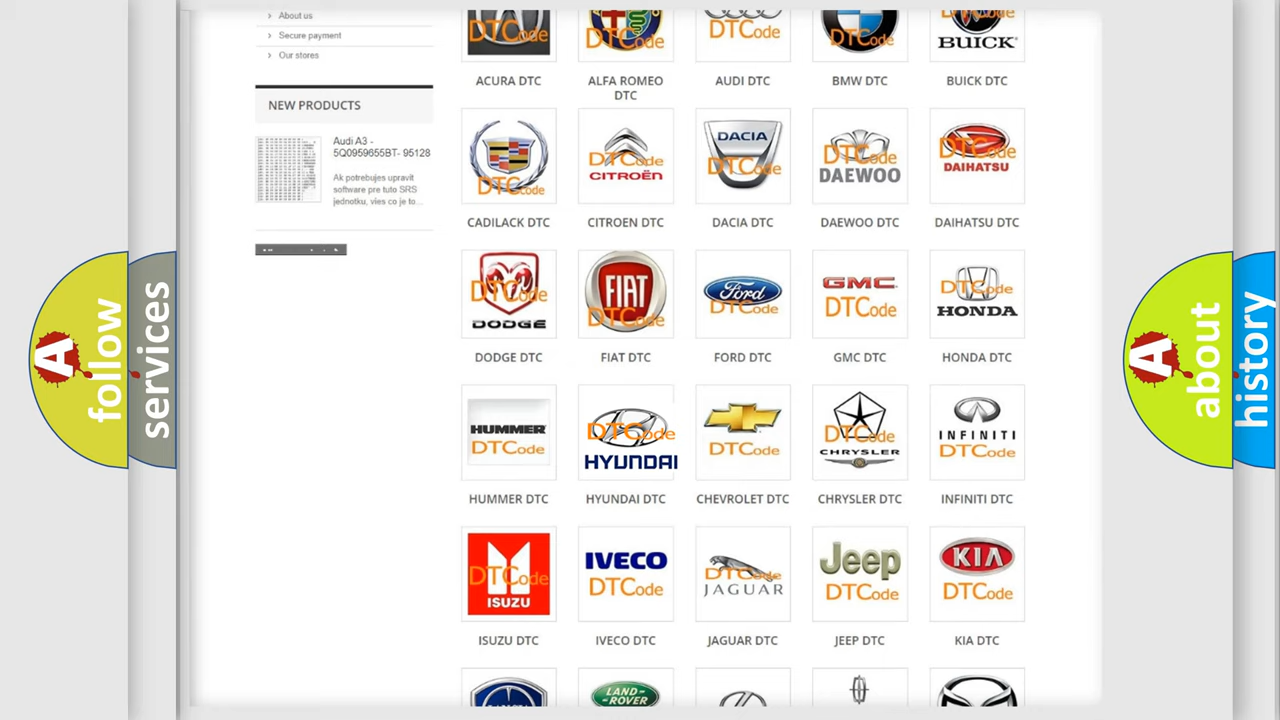 About us
Secure payment
Our stores
NEW PRODUCTS
Audi A3 -
5Q0959655BT- 95128
Ak potrebujes upravit
software pre tuto SRS
jednotku, vies co je to...
DTCode
DTCode
DTCode
DTCode
BUICK
ACURA DTC
ALFA ROMEO
DTC
AUDI DTC
BMW DTC
BUICK DTC
DTCode
DTCode
CITROËN
DACIA
DTCode
DTCode
DAEWOO
DTCode
DAIHATSU
CADILACK DTC
CITROEN DTC
DACIA DTC
DAEWOO DTC
DAIHATSU DTC
DTCode
DODGE
FIAT
DTCode
Ford
DTCode
GMC
DTCode
DTCode
HONDA
DODGE DTC
FIAT DTC
FORD DTC
GMC DTC
HONDA DTC
HUMMER
DTCode
DTCode
HYUNDAI
DTCode
DTCode
CHRYSLER
INFINITI
DTCode
HUMMER DTC
HYUNDAI DTC
CHEVROLET DTC
CHRYSLER DTC
INFINITI DTC
DTCode
ISUZU
IVECO
DTCode
DTCode
JAGUAR
Jeep
DTCode
KIA
DTCode
ISUZU DTC
IVECO DTC
JAGUAR DTC
JEEP DTC
KIA DTC
LAND-
ROVER
A
follow
services
A
about
history